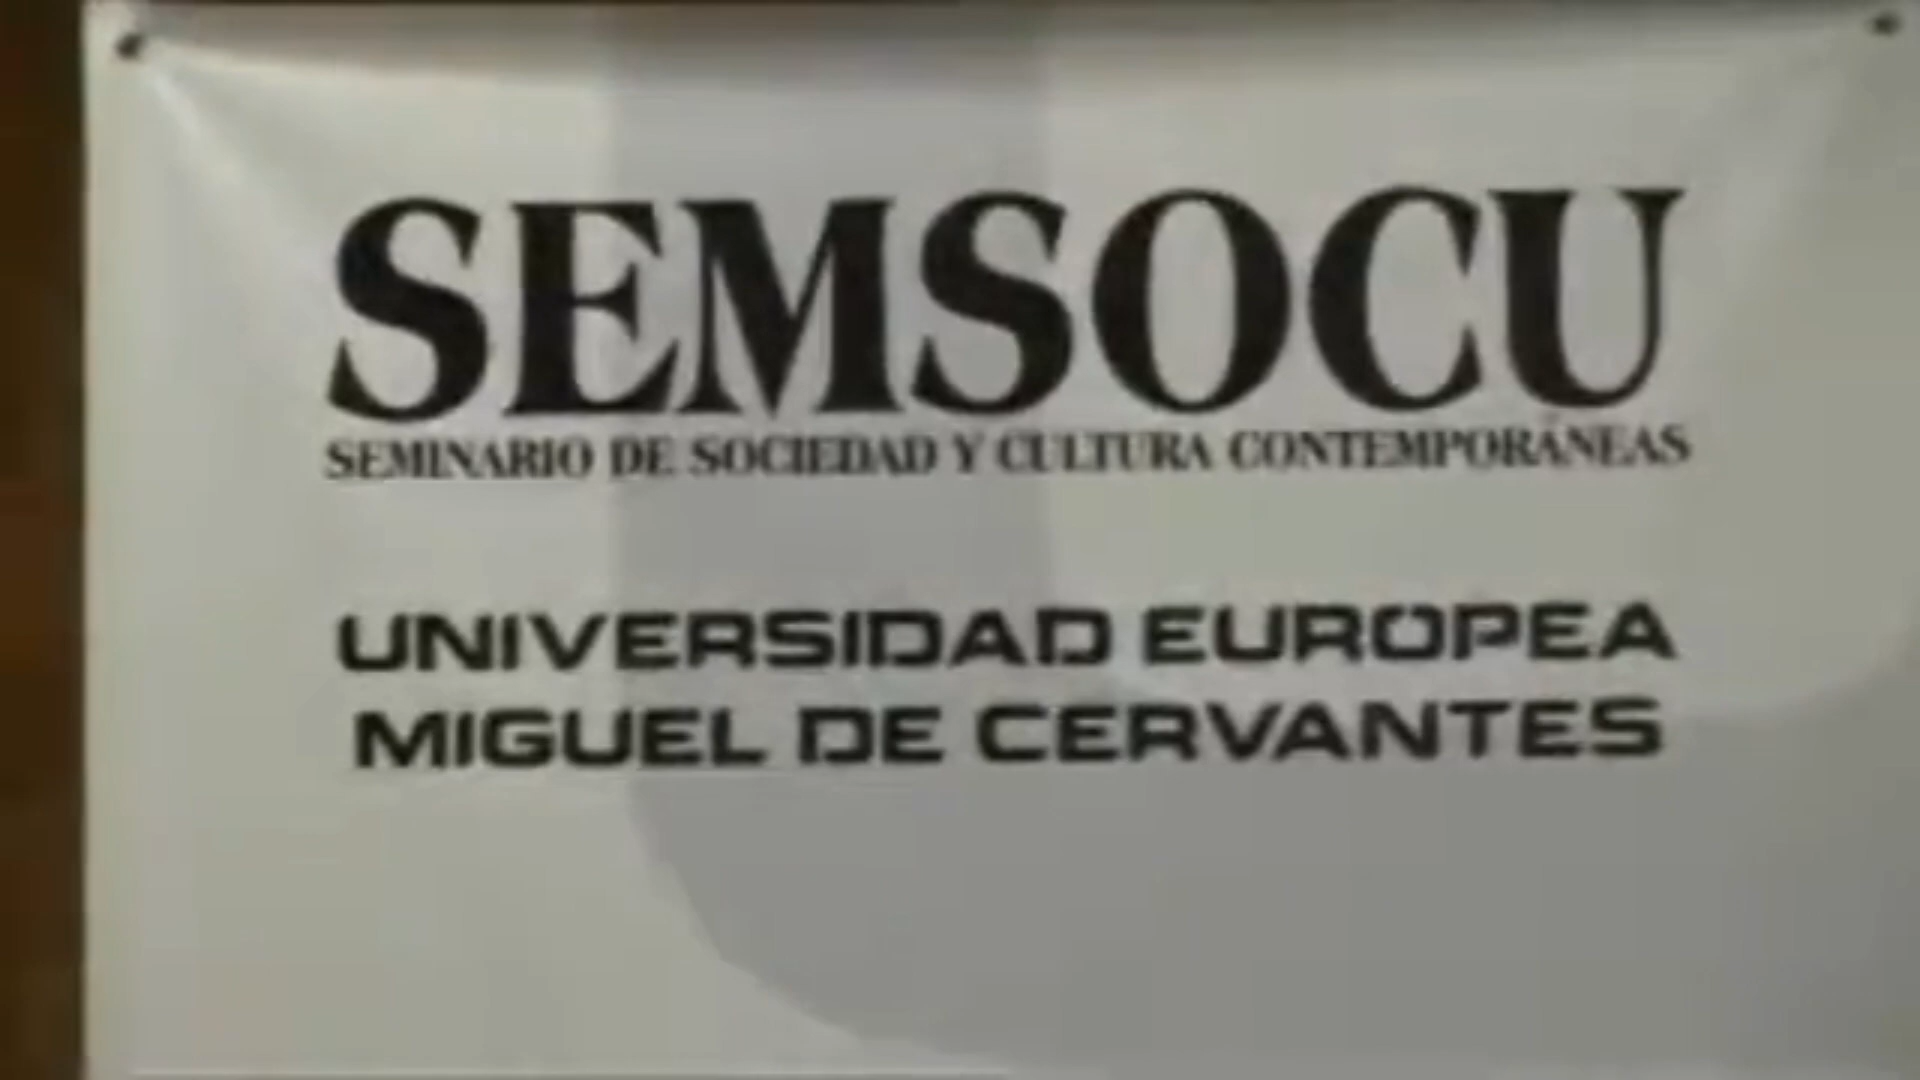 SEMSOCU
SEMINARIO DE SOCIEDAD Y CULTURA CONTEMPORÁNEAS
UNIVERSIDAD EUROPEA
MIGUEL DE CERVANTES